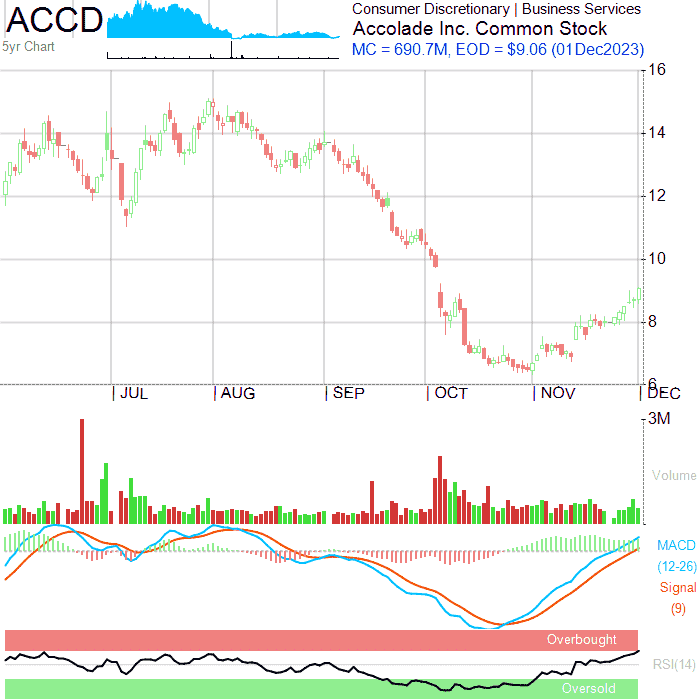 ACCD
Consumer Discretionary | Business Services
Accolade Inc. Common Stock
5yr Chart
MC = 690.7M, EOD = $9.06 (01Dec2023)
16
14
12
10
8
6
JUL
AUG
SEP
OCT
NOV
DEC
3M
Volume
MACD
(12-26)
Signal
(9)
Overbought
RSI(14)
Oversold